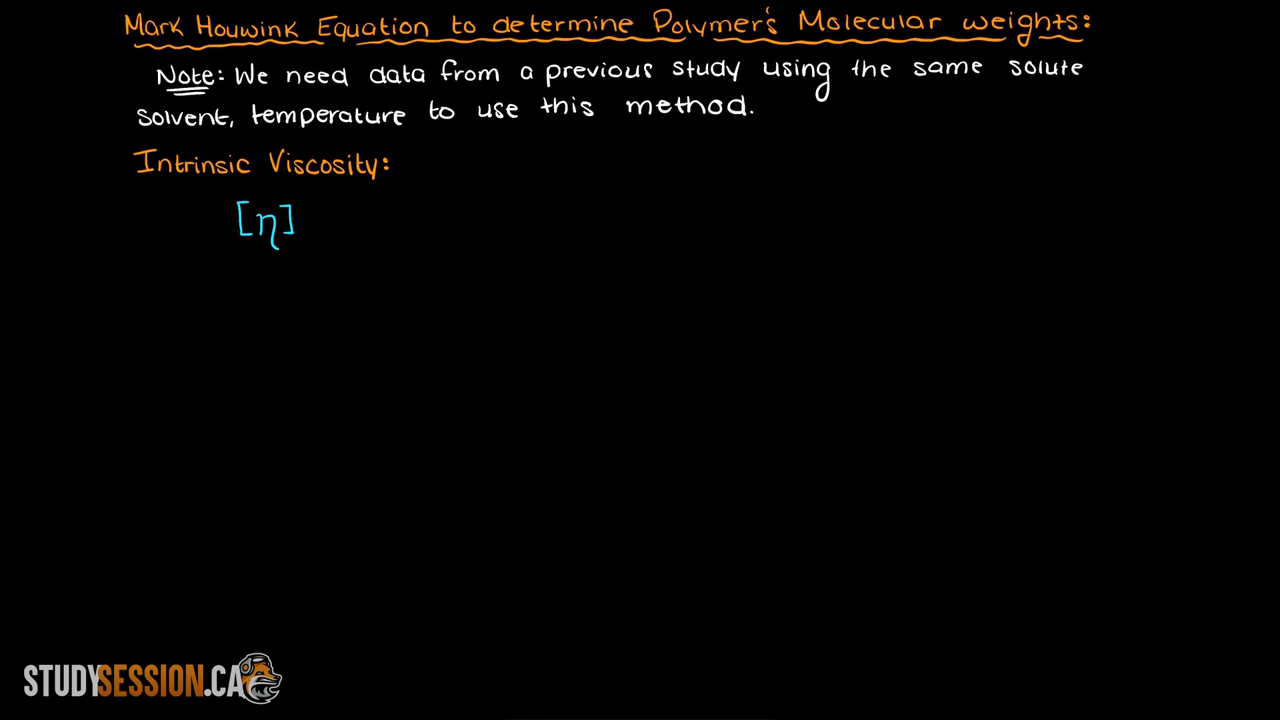 Mark Houwink Equation to determine Polymer's Molecular weights:
Note: We need data from a previous study using the same solute
solvent, temperature to use this method.
Intrinsic Viscosity:
[η]
STUDYSESSION.CA